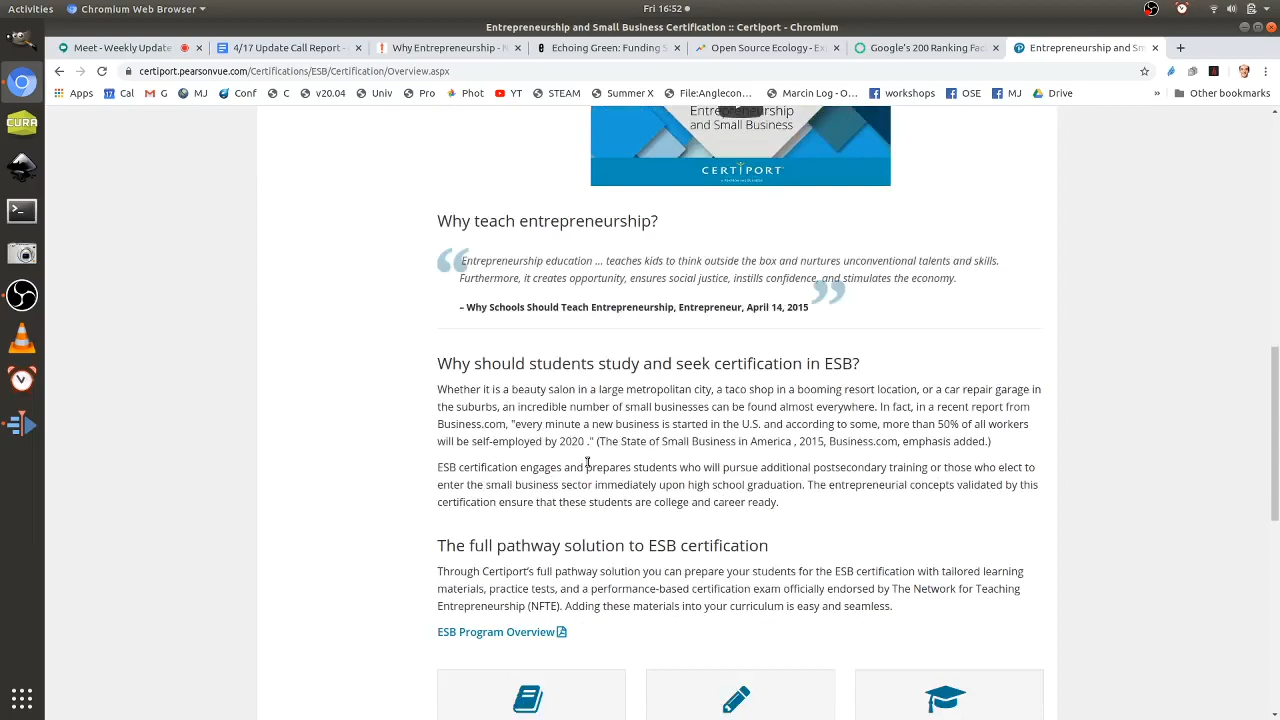 Activities Chromium Web Browser Fri 16:52
Entrepreneurship and Small Business Certification :: Certiport - Chromium
Meet - Weekly Update 4/17 Update Call Report - Why Entrepreneurship - Echoing Green: Funding S Open Source Ecology - Ex Google's 200 Ranking Fac Entrepreneurship and Sm
certiport.pearsonvue.com/Certifications/ESB/Certification/Overview.aspx
Apps Cal G MJ Conf C v20.04 Univ Pro Phot YT STEAM Summer X File:Anglecon... Marcin Log - O... workshops OSE MJ Drive » Other bookmarks
CURA
Entrepreneurship
and Small Business
CERTIPORT
Why teach entrepreneurship?
“Entrepreneurship education ... teaches kids to think outside the box and nurtures unconventional talents and skills.
Furthermore, it creates opportunity, ensures social justice, instills confidence, and stimulates the economy.
– Why Schools Should Teach Entrepreneurship, Entrepreneur, April 14, 2015 ”
Why should students study and seek certification in ESB?
Whether it is a beauty salon in a large metropolitan city, a taco shop in a booming resort location, or a car repair garage in
the suburbs, an incredible number of small businesses can be found almost everywhere. In fact, in a recent report from
Business.com, "every minute a new business is started in the U.S. and according to some, more than 50% of all workers
will be self-employed by 2020 ." (The State of Small Business in America , 2015, Business.com, emphasis added.)
ESB certification engages and prepares students who will pursue additional postsecondary training or those who elect to
enter the small business sector immediately upon high school graduation. The entrepreneurial concepts validated by this
certification ensure that these students are college and career ready.
The full pathway solution to ESB certification
Through Certiport's full pathway solution you can prepare your students for the ESB certification with tailored learning
materials, practice tests, and a performance-based certification exam officially endorsed by The Network for Teaching
Entrepreneurship (NFTE). Adding these materials into your curriculum is easy and seamless.
ESB Program Overview